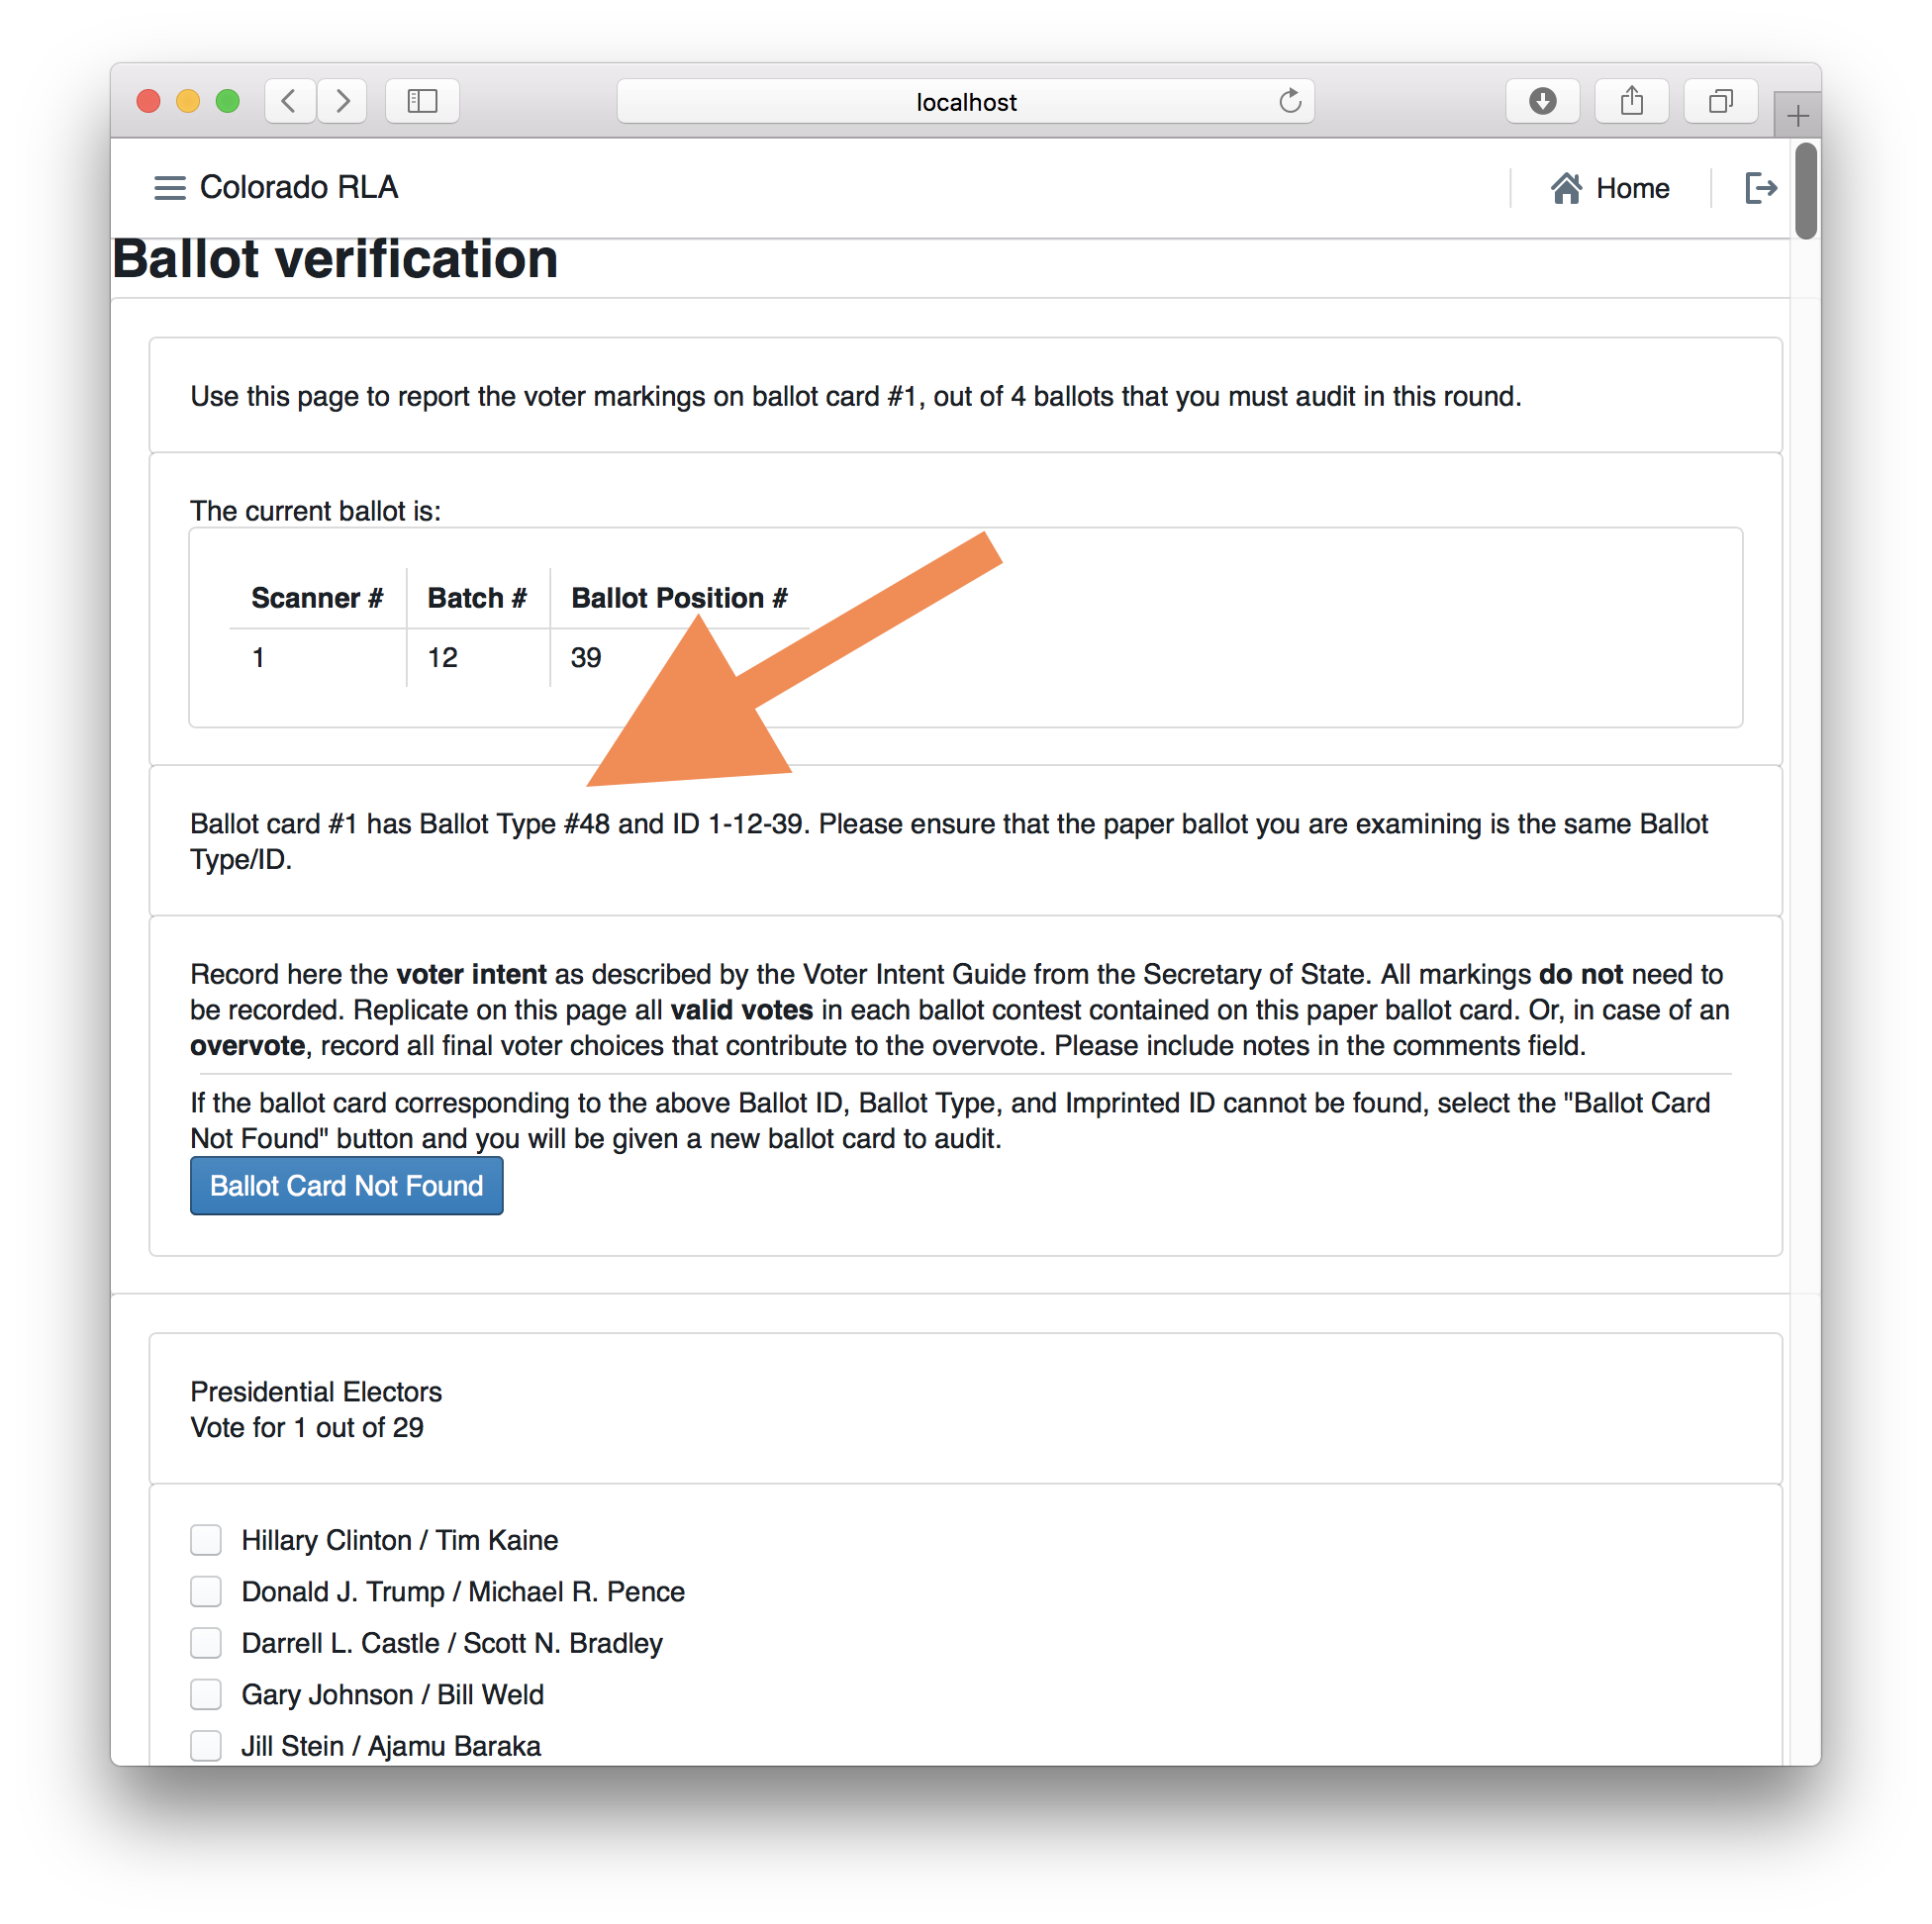 localhost
Colorado RLA
Home
Ballot verification
Use this page to report the voter markings on ballot card #1, out of 4 ballots that you must audit in this round.
The current ballot is:
Scanner # Batch # Ballot Position #
1 12 39
Ballot card #1 has Ballot Type #48 and ID 1-12-39. Please ensure that the paper ballot you are examining is the same Ballot
Type/ID.
Record here the voter intent as described by the Voter Intent Guide from the Secretary of State. All markings do not need to
be recorded. Replicate on this page all valid votes in each ballot contest contained on this paper ballot card. Or, in case of an
overvote, record all final voter choices that contribute to the overvote. Please include notes in the comments field.
If the ballot card corresponding to the above Ballot ID, Ballot Type, and Imprinted ID cannot be found, select the "Ballot Card
Not Found" button and you will be given a new ballot card to audit.
Ballot Card Not Found
Presidential Electors
Vote for 1 out of 29
Hillary Clinton / Tim Kaine
Donald J. Trump / Michael R. Pence
Darrell L. Castle / Scott N. Bradley
Gary Johnson / Bill Weld
Jill Stein / Ajamu Baraka